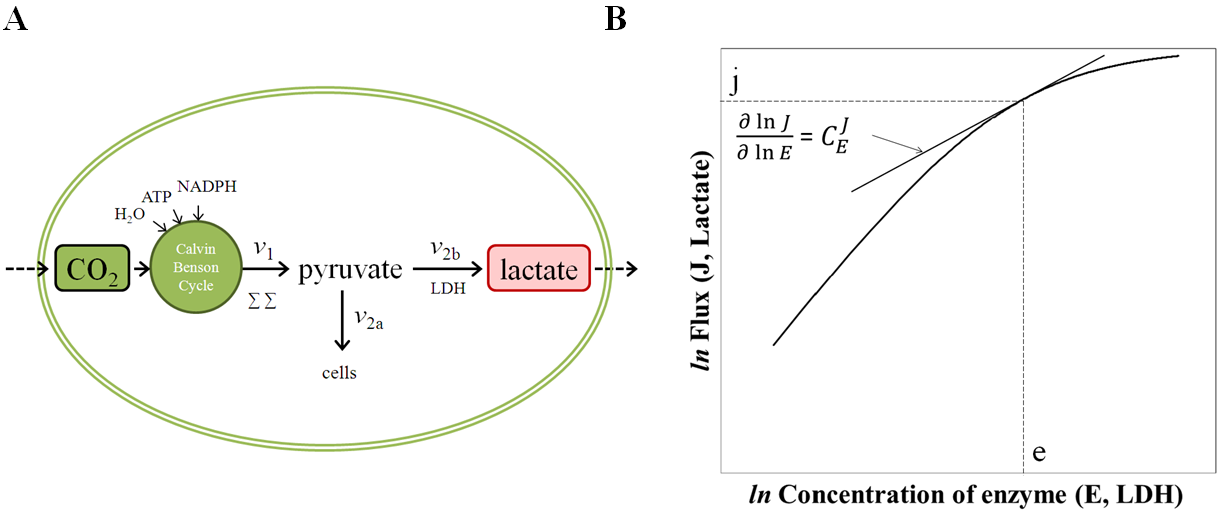 A
B
NADPH
ATP
H₂O
CO₂
Calvin
Benson
Cycle
v₁
∑ ∑
pyruvate
v₂b
LDH
lactate
v₂a
cells
j
∂ ln J / ∂ ln E = C_E^J
e
ln Flux (J, Lactate)
ln Concentration of enzyme (E, LDH)